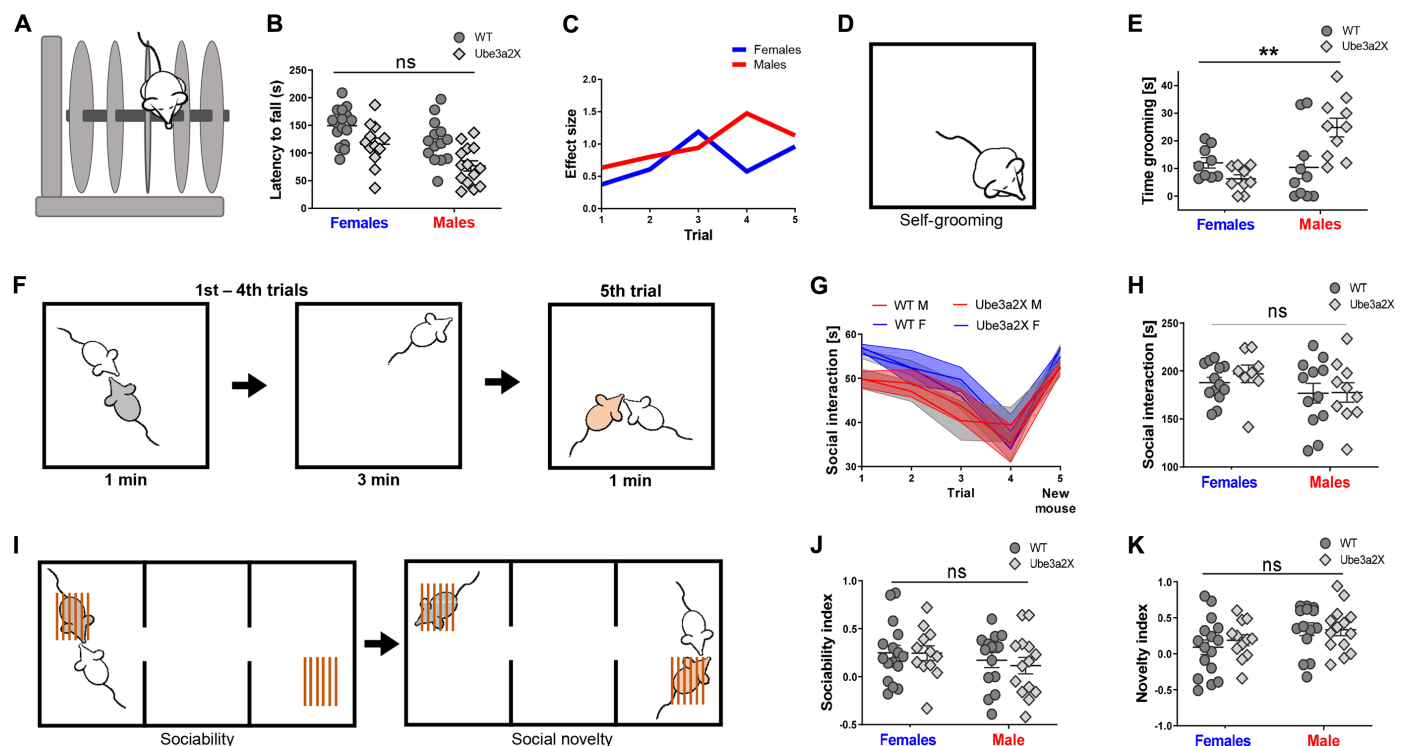 A
B
WT
Ube3a2X
ns
Latency to fall (s)
250
200
150
100
50
0
Females
Males
C
Females
Males
Effect size
2.0
1.5
1.0
0.5
0.0
1
2
3
4
5
Trial
D
Self-grooming
E
WT
Ube3a2X
**
Time grooming [s]
50
40
30
20
10
0
Females
Males
F
1st – 4th trials
5th trial
1 min
3 min
1 min
G
WT M
Ube3a2X M
WT F
Ube3a2X F
Social interaction [s]
60
50
40
30
1
2
3
4
5
Trial
New
mouse
H
WT
Ube3a2X
ns
Social interaction [s]
250
200
150
100
Females
Males
I
Sociability
Social novelty
J
WT
Ube3a2X
ns
Sociability index
1.0
0.5
0.0
-0.5
Females
Male
K
WT
Ube3a2X
ns
Novelty index
1.0
0.5
0.0
-0.5
-1.0
Females
Male